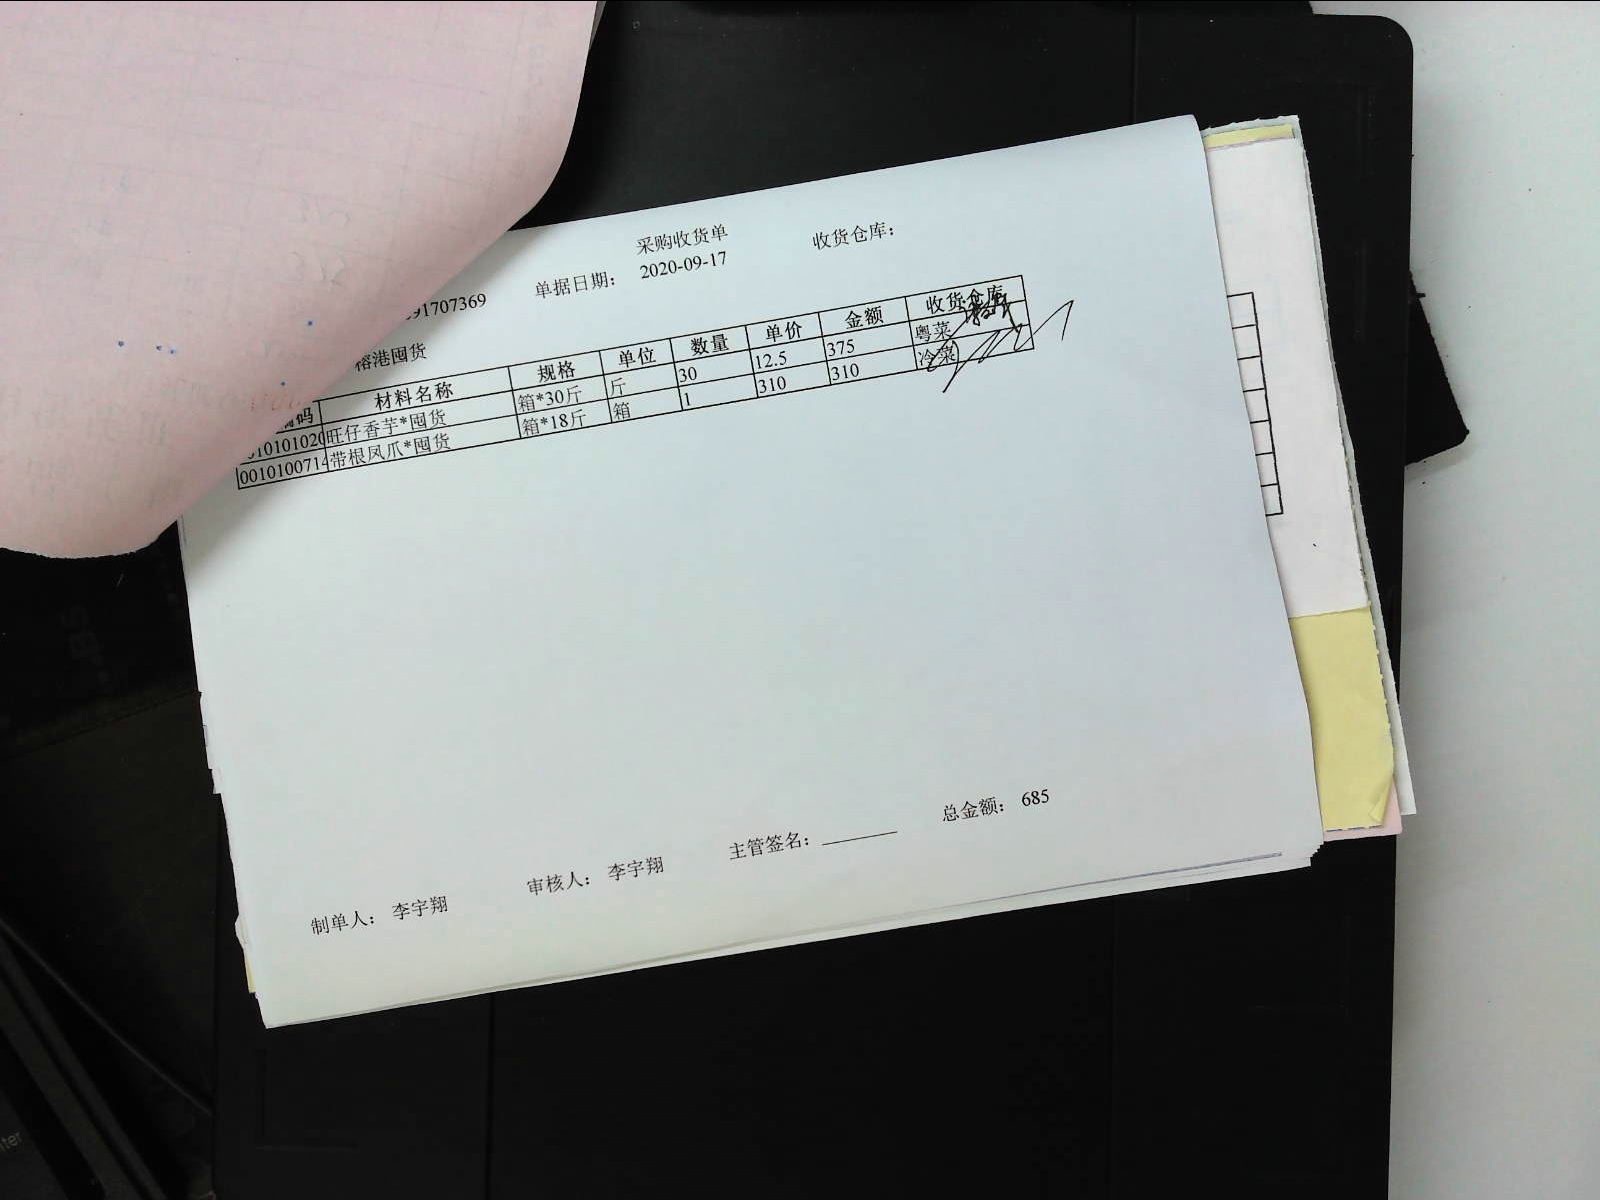 采购收货单
收货仓库：
单据日期： 2020-09-17
91707369
榕港囤货
编码 材料名称 规格 单位 数量 单价 金额 收货仓库
010101020 旺仔香芋*囤货 箱*30斤 斤 30 12.5 375 粤菜
001010071 带根凤爪*囤货 箱*18斤 箱 1 310 310 冷菜
总金额： 685
主管签名：
审核人： 李宇翔
制单人： 李宇翔